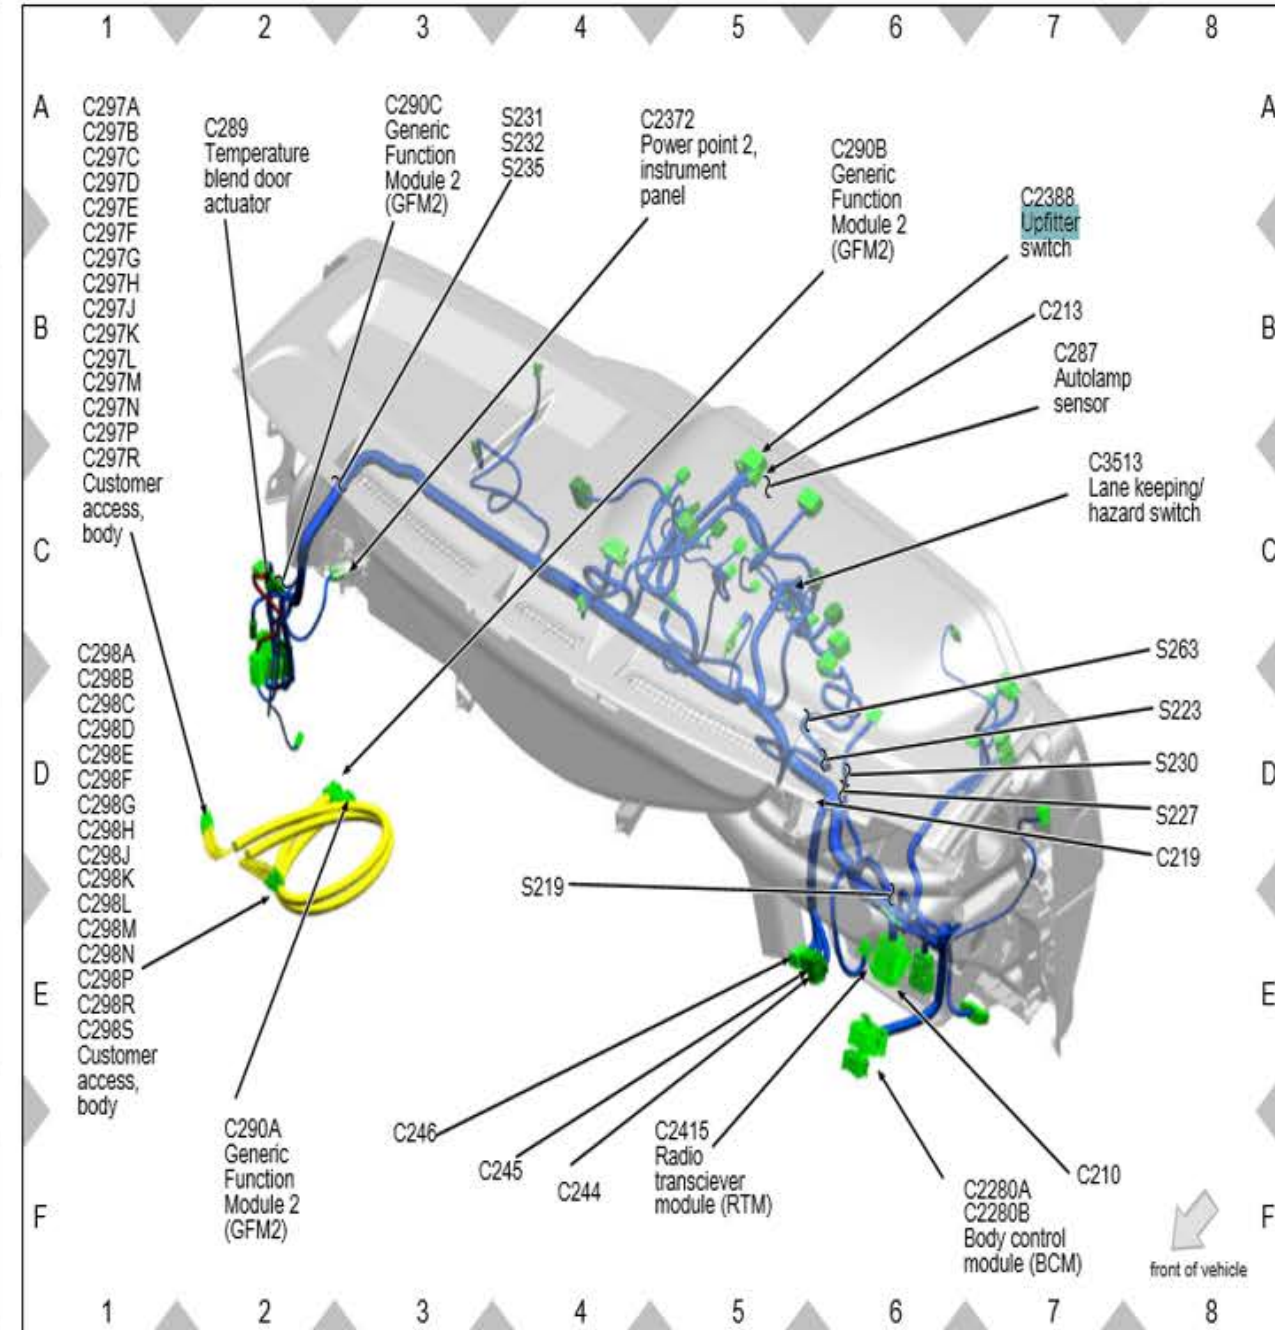 1 2 3 4 5 6 7 8
A
A
C297A
C297B
C297C
C297D
C297E
C297F
C297G
C297H
C297J
C297K
C297L
C297M
C297N
C297P
C297R
Customer
access,
body
C289
Temperature
blend door
actuator
C290C
Generic
Function
Module 2
(GFM2)
S231
S232
S235
C2372
Power point 2,
instrument
panel
C290B
Generic
Function
Module 2
(GFM2)
C2388
Upfitter
switch
B
B
C213
C287
Autolamp
sensor
C3513
Lane keeping/
hazard switch
C
C
C298A
C298B
C298C
C298D
C298E
C298F
C298G
C298H
C298J
C298K
C298L
C298M
C298N
C298P
C298R
C298S
Customer
access,
body
S263
S223
D
D
S230
S227
C219
S219
E
E
C290A
Generic
Function
Module 2
(GFM2)
C246
C245
C244
C2415
Radio
transciever
module (RTM)
C2280A
C2280B
Body control
module (BCM)
C210
F
F
front of vehicle
1 2 3 4 5 6 7 8